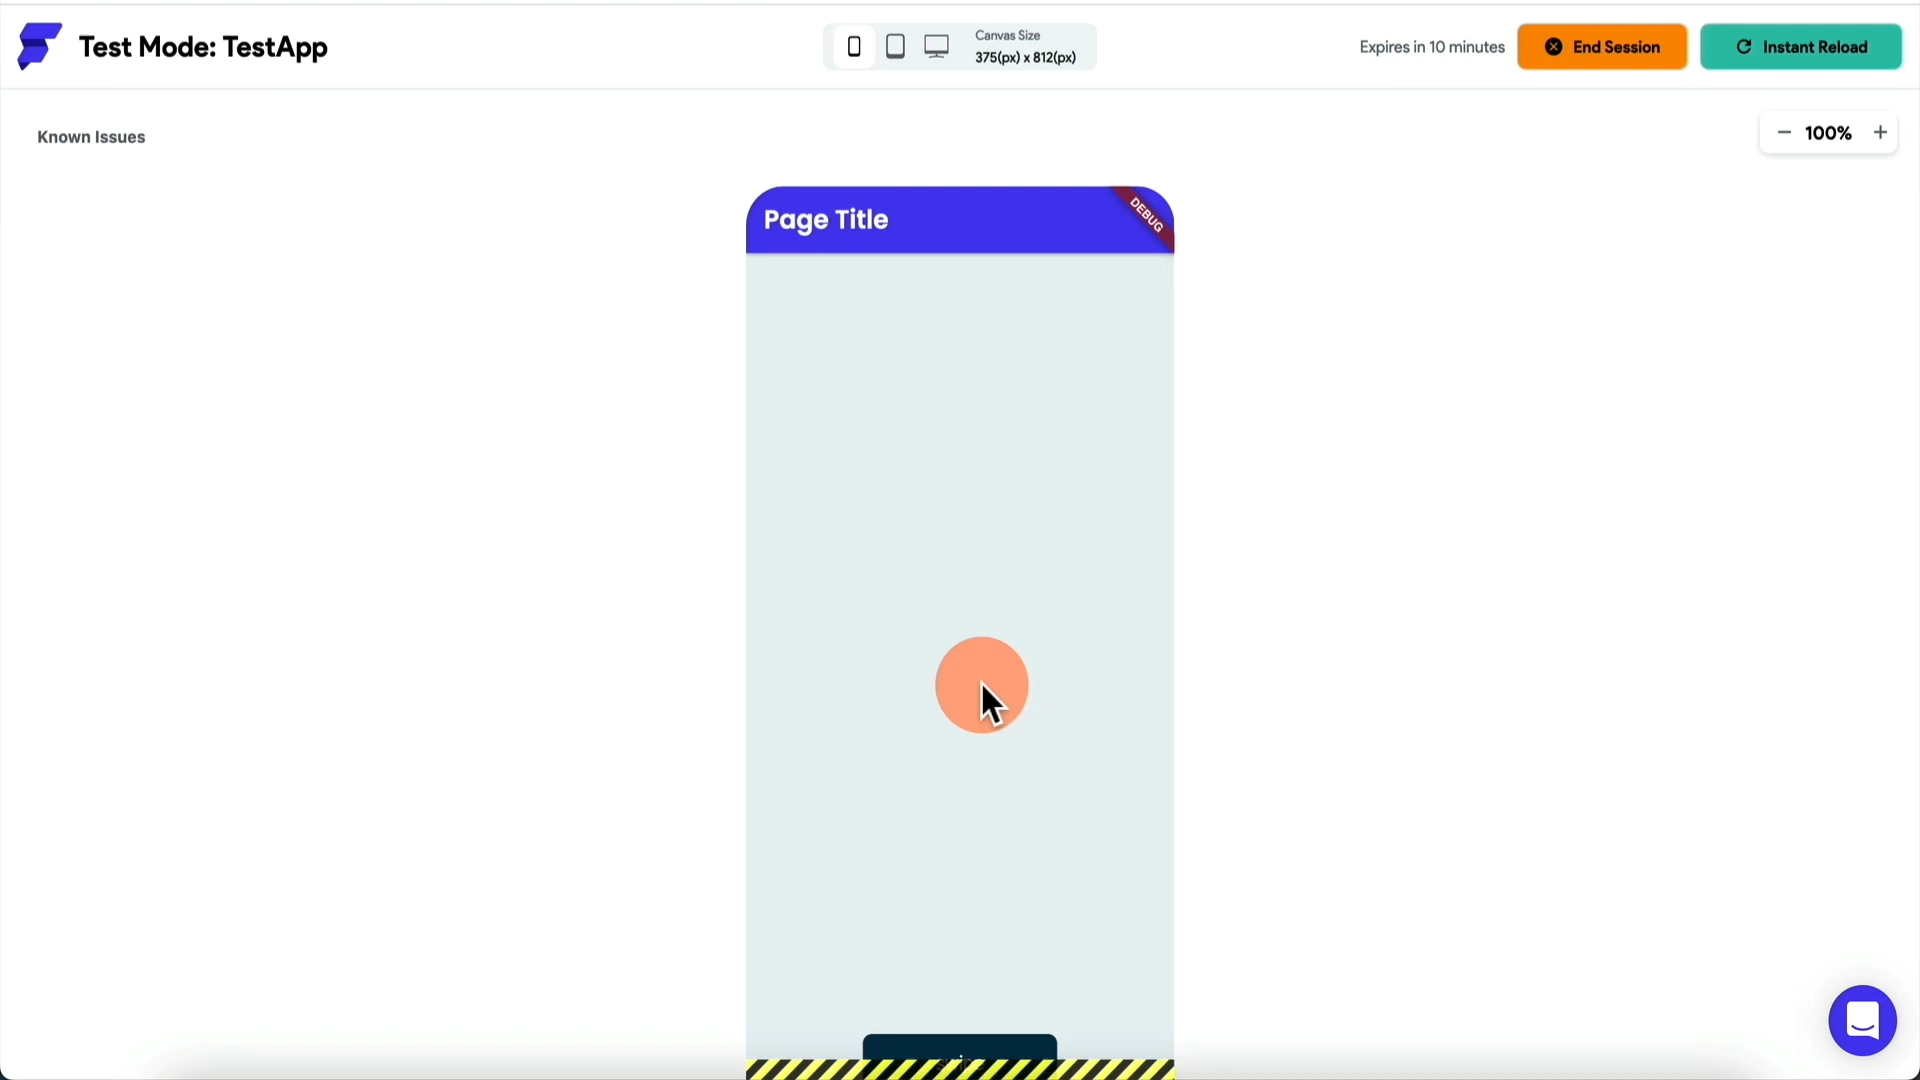 Test Mode: TestApp
Canvas Size
375(px) x 812(px)
Expires in 10 minutes
End Session
Instant Reload
Known Issues
100%
Page Title
DEBUG